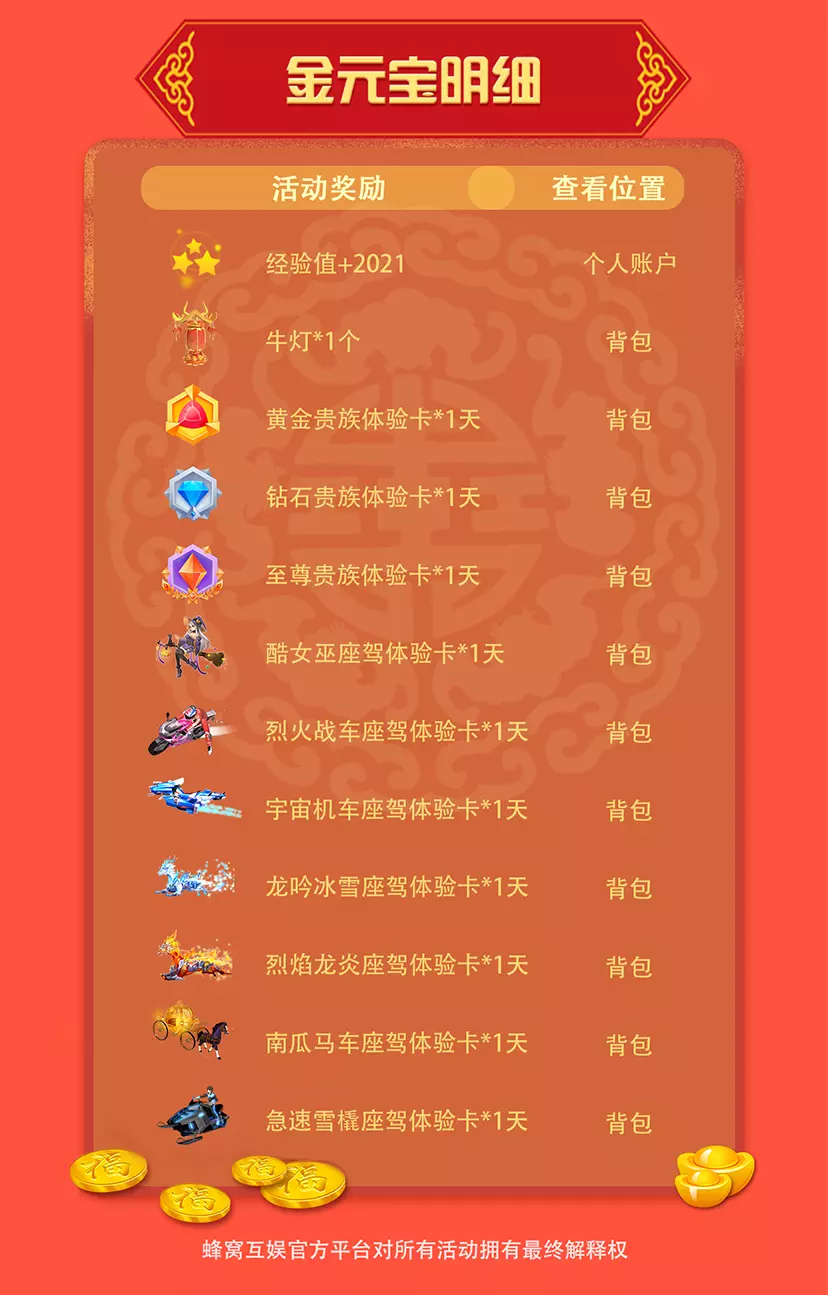 金元宝明细
活动奖励 查看位置
经验值+2021 个人账户
牛灯*1个 背包
黄金贵族体验卡*1天 背包
钻石贵族体验卡*1天 背包
至尊贵族体验卡*1天 背包
酷女巫座驾体验卡*1天 背包
烈火战车座驾体验卡*1天 背包
宇宙机车座驾体验卡*1天 背包
龙吟冰雪座驾体验卡*1天 背包
烈焰龙炎座驾体验卡*1天 背包
南瓜马车座驾体验卡*1天 背包
急速雪橇座驾体验卡*1天 背包
福
福
福
福
蜂窝互娱官方平台对所有活动拥有最终解释权